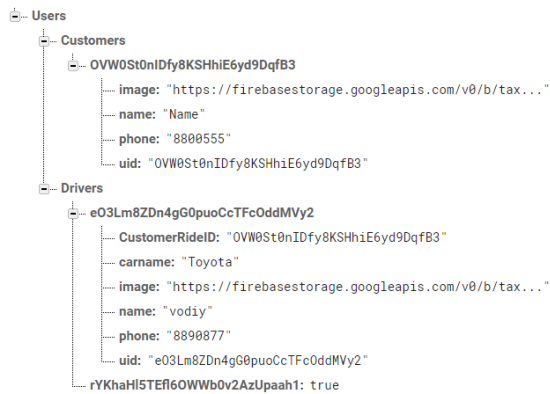 Users
Customers
OVW0St0nIDfy8KSHhiE6yd9DqfB3
image: "https://firebasestorage.googleapis.com/v0/b/tax..."
name: "Name"
phone: "8800555"
uid: "OVW0St0nIDfy8KSHhiE6yd9DqfB3"
Drivers
eO3Lm8ZDn4gG0puoCcTFcOddMVy2
CustomerRideID: "OVW0St0nIDfy8KSHhiE6yd9DqfB3"
carname: "Toyota"
image: "https://firebasestorage.googleapis.com/v0/b/tax..."
name: "vodiy"
phone: "8890877"
uid: "eO3Lm8ZDn4gG0puoCcTFcOddMVy2"
rYKhaHl5TEfl6OWWb0v2AzUpaah1: true